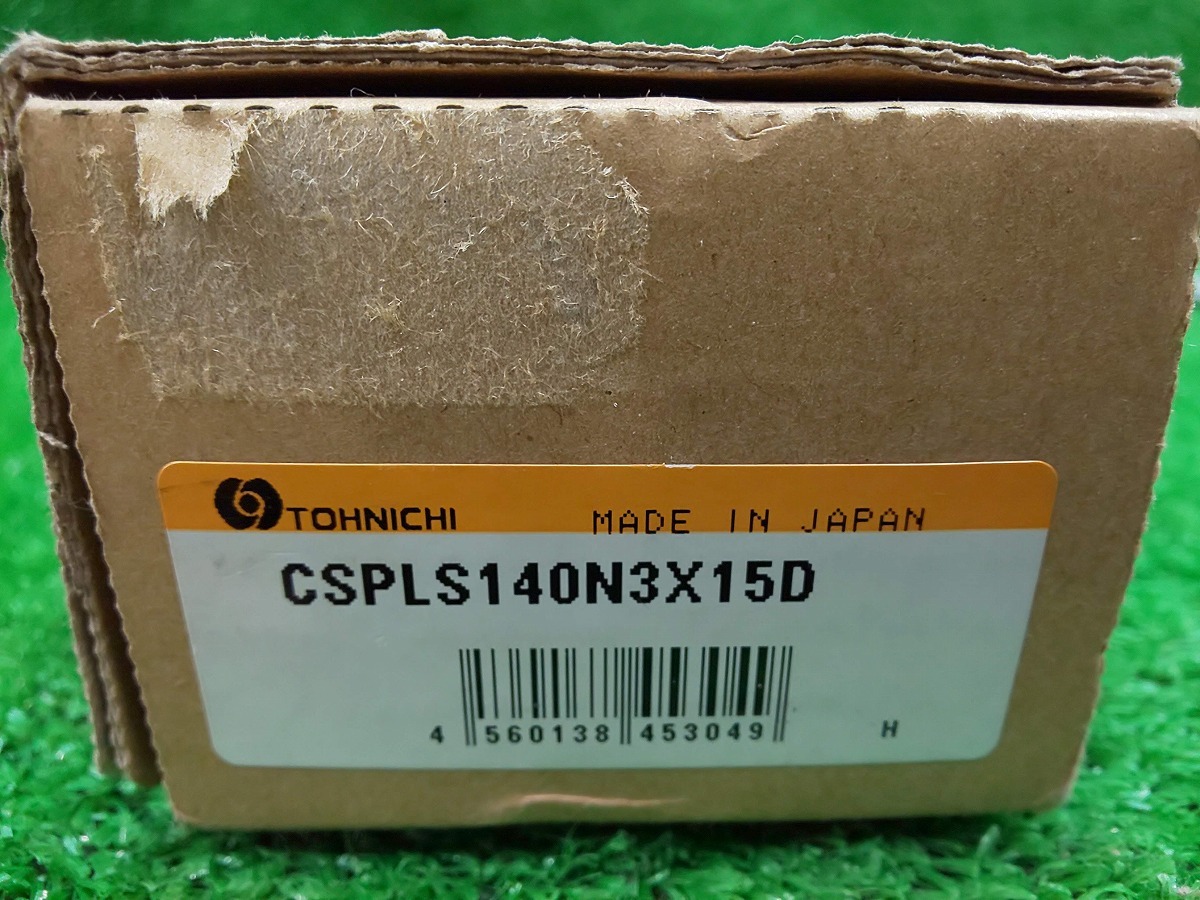 TOHNICHI MADE IN JAPAN
CSPLS140N3X15D
4 560138 453049 H